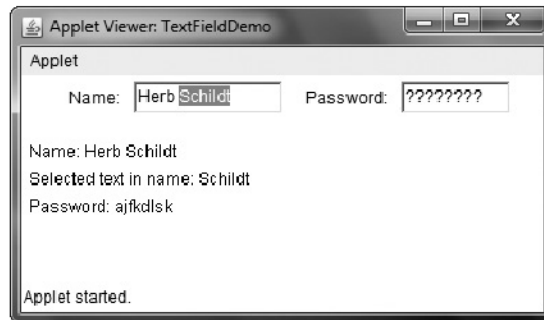 Applet Viewer: TextFieldDemo
Applet
Name: Herb Schildt Password: ????????
Name: Herb Schildt
Selected text in name: Schildt
Password: ajfkdlsk
Applet started.